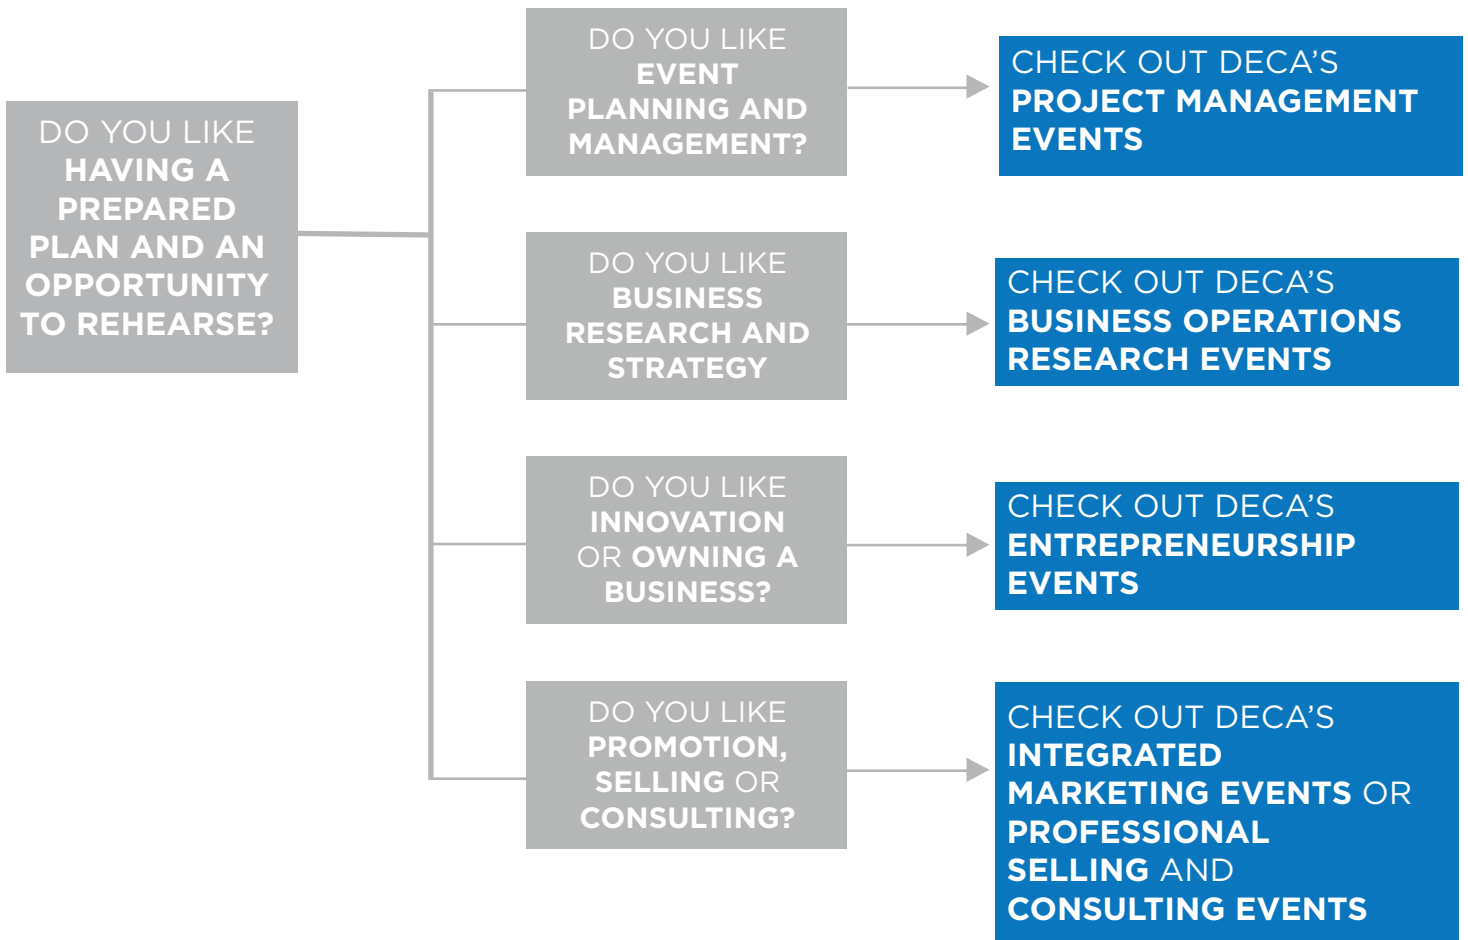 DO YOU LIKE
HAVING A
PREPARED
PLAN AND AN
OPPORTUNITY
TO REHEARSE?
DO YOU LIKE
EVENT
PLANNING AND
MANAGEMENT?
CHECK OUT DECA'S
PROJECT MANAGEMENT
EVENTS
DO YOU LIKE
BUSINESS
RESEARCH AND
STRATEGY
CHECK OUT DECA'S
BUSINESS OPERATIONS
RESEARCH EVENTS
DO YOU LIKE
INNOVATION
OR OWNING A
BUSINESS?
CHECK OUT DECA'S
ENTREPRENEURSHIP
EVENTS
DO YOU LIKE
PROMOTION,
SELLING OR
CONSULTING?
CHECK OUT DECA'S
INTEGRATED
MARKETING EVENTS OR
PROFESSIONAL
SELLING AND
CONSULTING EVENTS